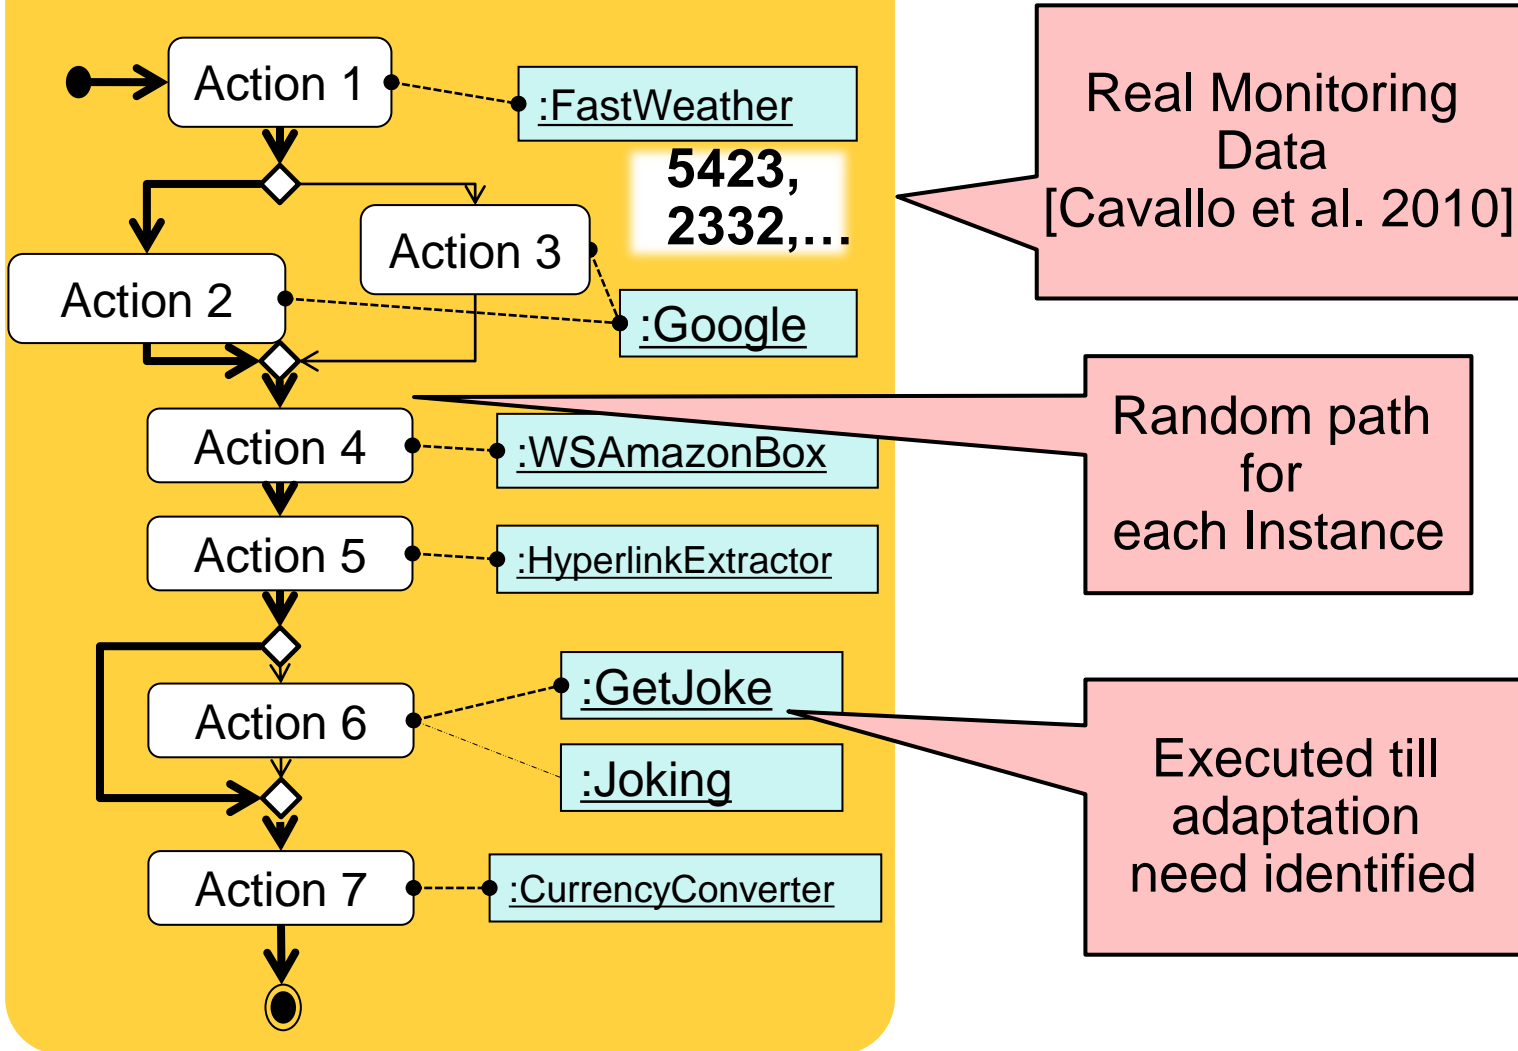 Action 1
:FastWeather
5423,
2332,...
Action 3
Action 2
:Google
Action 4
:WSAmazonBox
Action 5
:HyperlinkExtractor
:GetJoke
Action 6
:Joking
Action 7
:CurrencyConverter
Real Monitoring
Data
[Cavallo et al. 2010]
Random path
for
each Instance
Executed till
adaptation
need identified